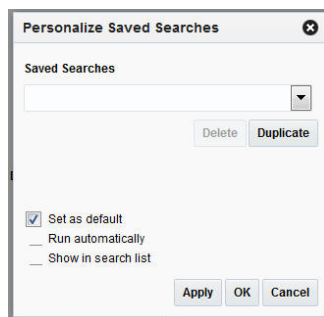 Personalize Saved Searches
Saved Searches
Delete Duplicate
Set as default
Run automatically
Show in search list
Apply OK Cancel